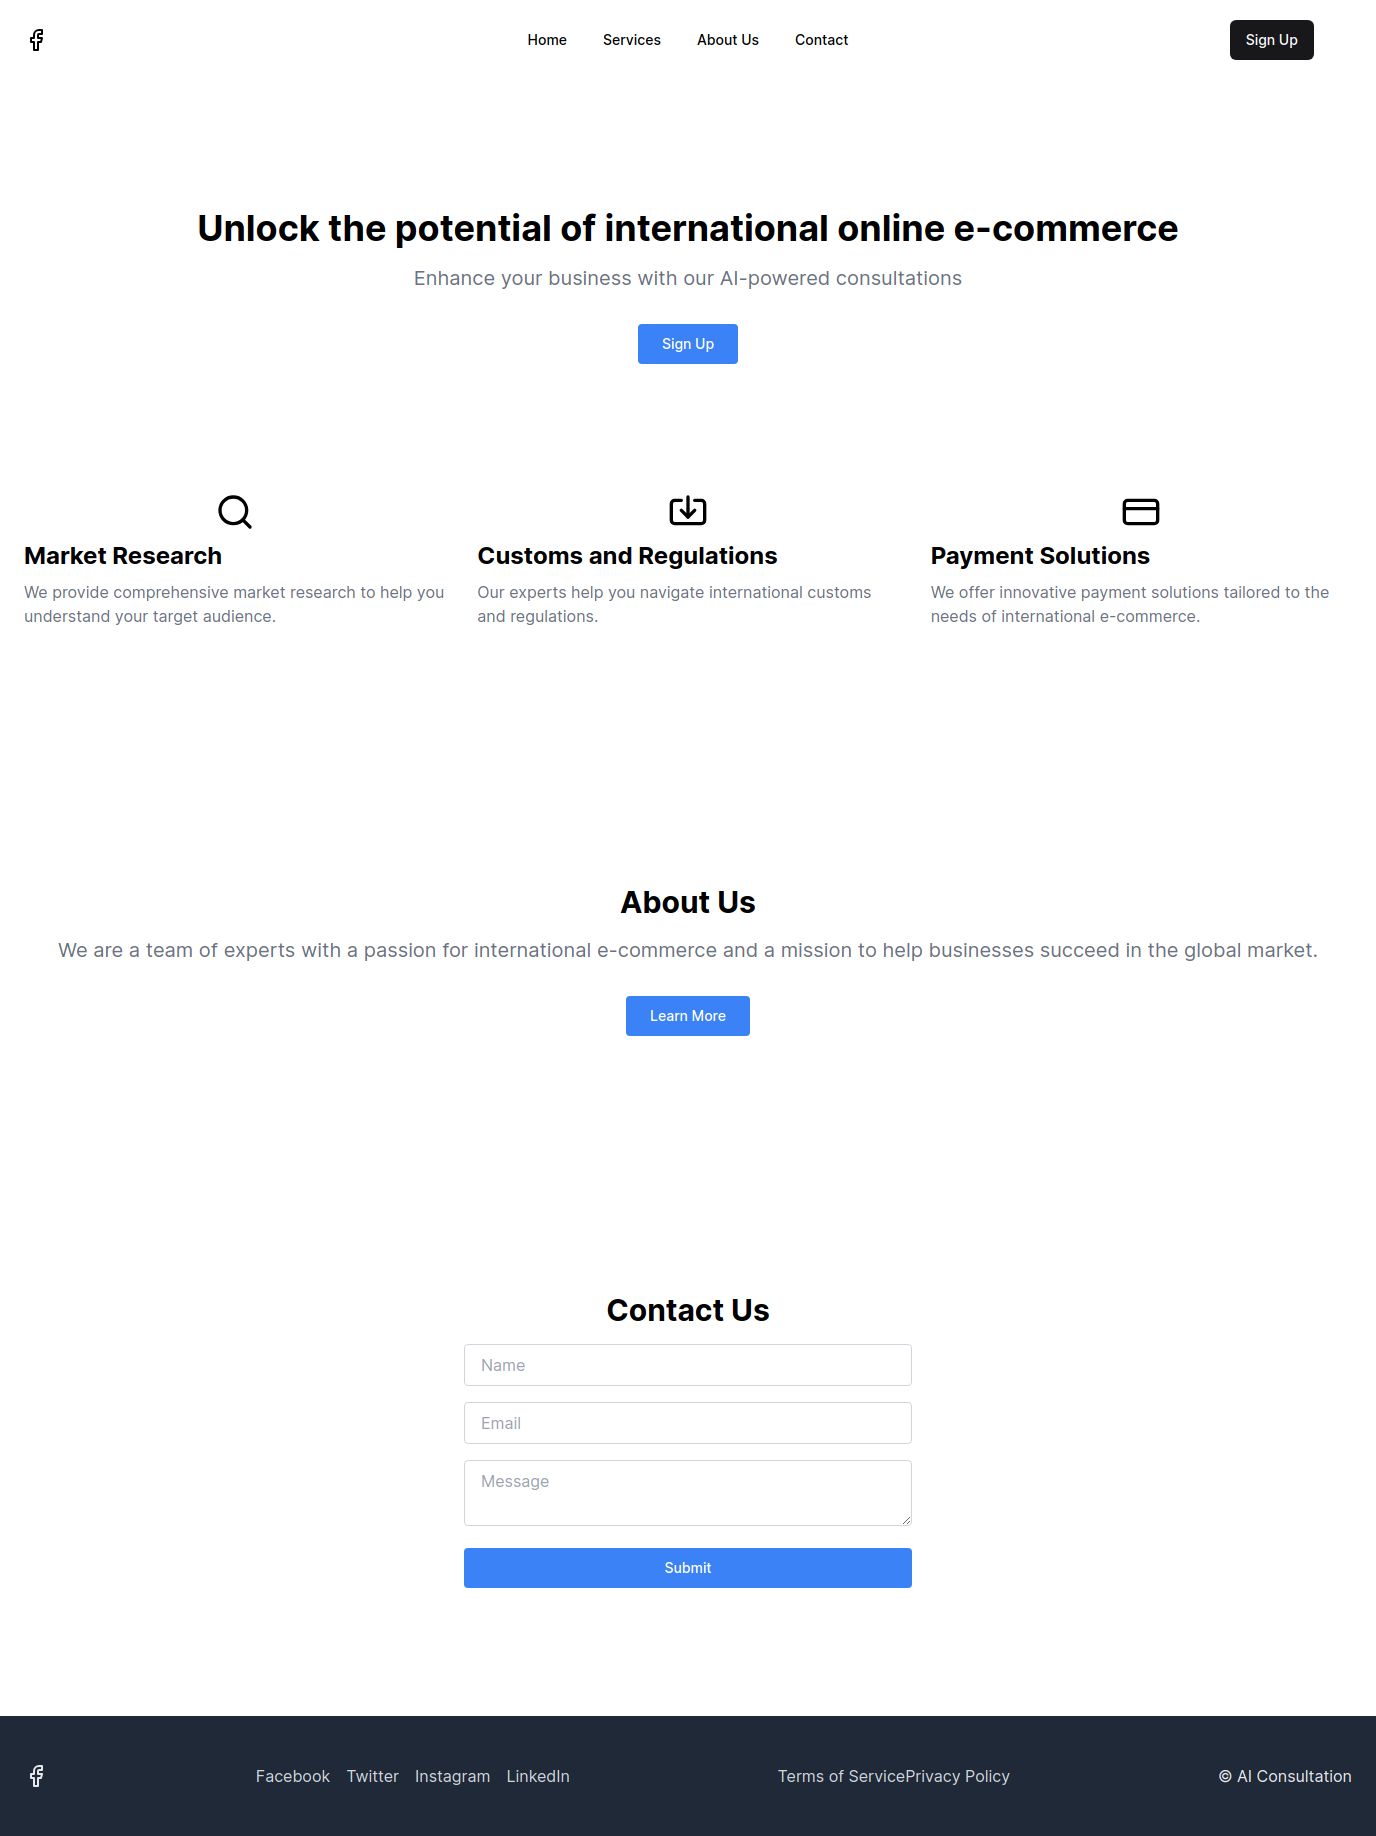 Home Services About Us Contact Sign Up
Unlock the potential of international online e-commerce
Enhance your business with our AI-powered consultations
Sign Up
Market Research
We provide comprehensive market research to help you
understand your target audience.
Customs and Regulations
Our experts help you navigate international customs
and regulations.
Payment Solutions
We offer innovative payment solutions tailored to the
needs of international e-commerce.
About Us
We are a team of experts with a passion for international e-commerce and a mission to help businesses succeed in the global market.
Learn More
Contact Us
Name
Email
Message
Submit
Facebook Twitter Instagram LinkedIn Terms of ServicePrivacy Policy © AI Consultation